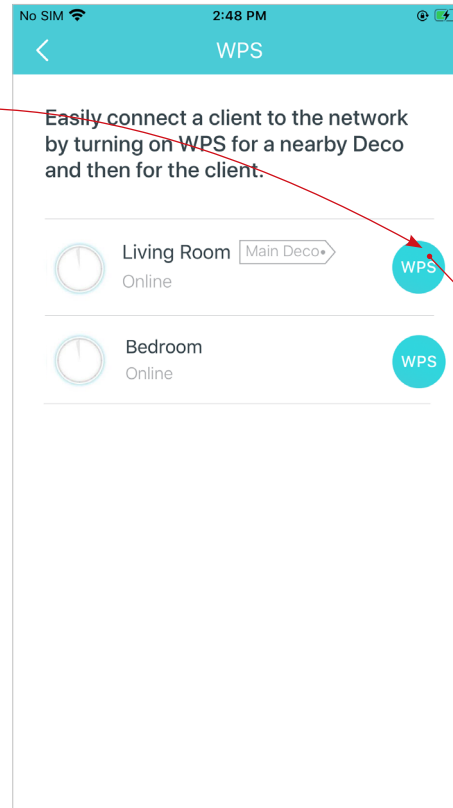 No SIM 2:48 PM
WPS
Easily connect a client to the network
by turning on WPS for a nearby Deco
and then for the client.
Living Room Main Deco
WPS
Online
Bedroom
WPS
Online